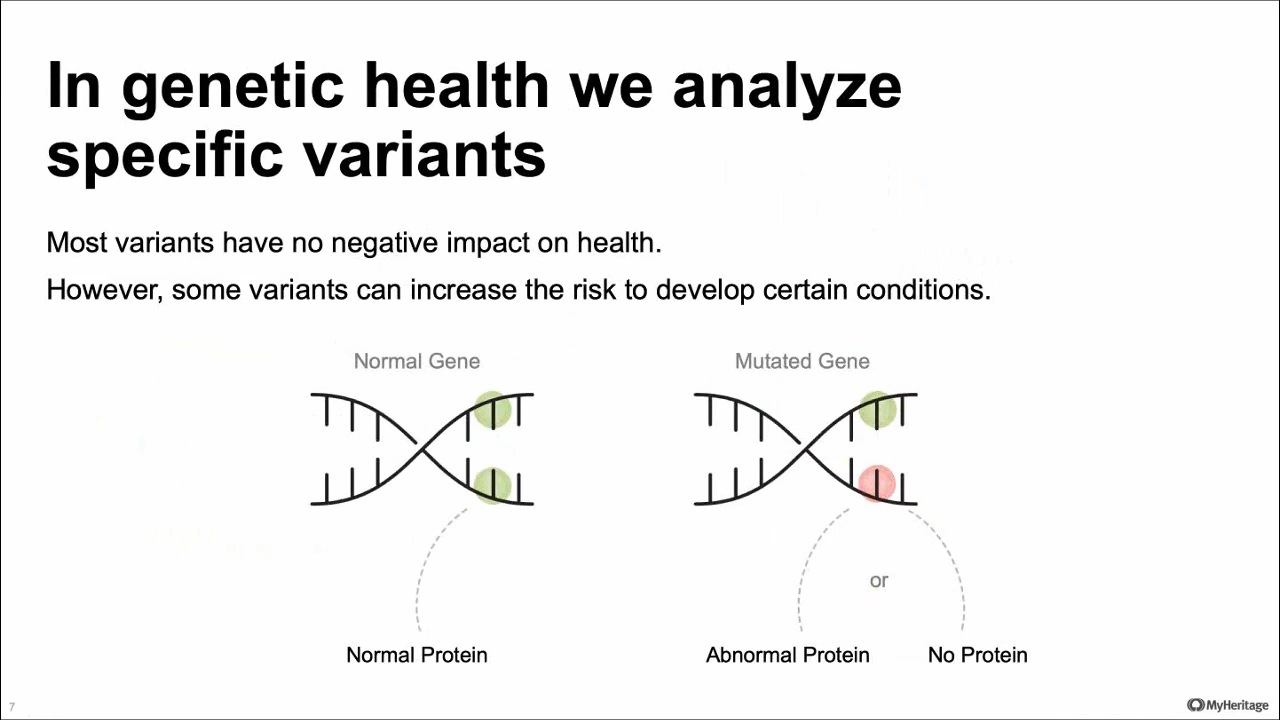 In genetic health we analyze
specific variants
Most variants have no negative impact on health.
However, some variants can increase the risk to develop certain conditions.
Normal Gene
Mutated Gene
or
Normal Protein
Abnormal Protein
No Protein
7
MyHeritage